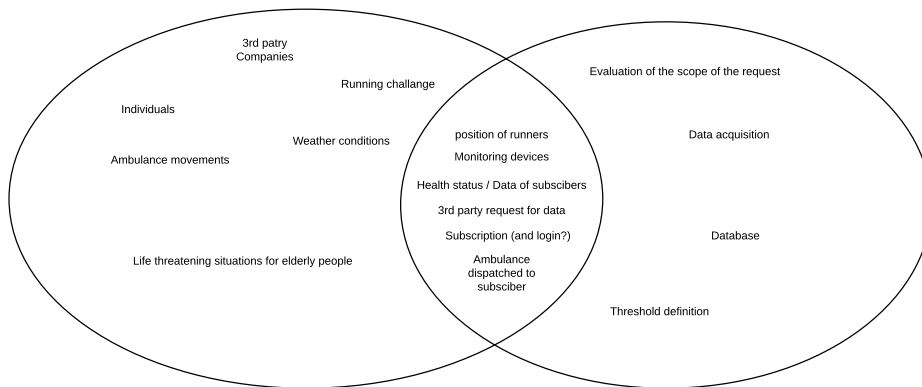 3rd patry
Companies
Running challange
Individuals
Weather conditions
Ambulance movements
Life threatening situations for elderly people
position of runners
Monitoring devices
Health status / Data of subscibers
3rd party request for data
Subscription (and login?)
Ambulance
dispatched to
subsciber
Evaluation of the scope of the request
Data acquisition
Database
Threshold definition